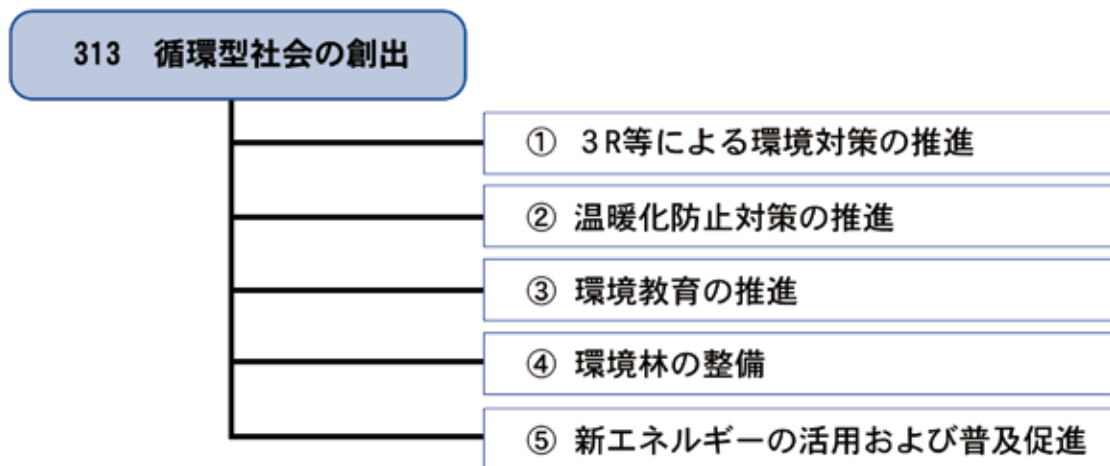 313 循環型社会の創出
① 3R等による環境対策の推進
② 温暖化防止対策の推進
③ 環境教育の推進
④ 環境林の整備
⑤ 新エネルギーの活用および普及促進